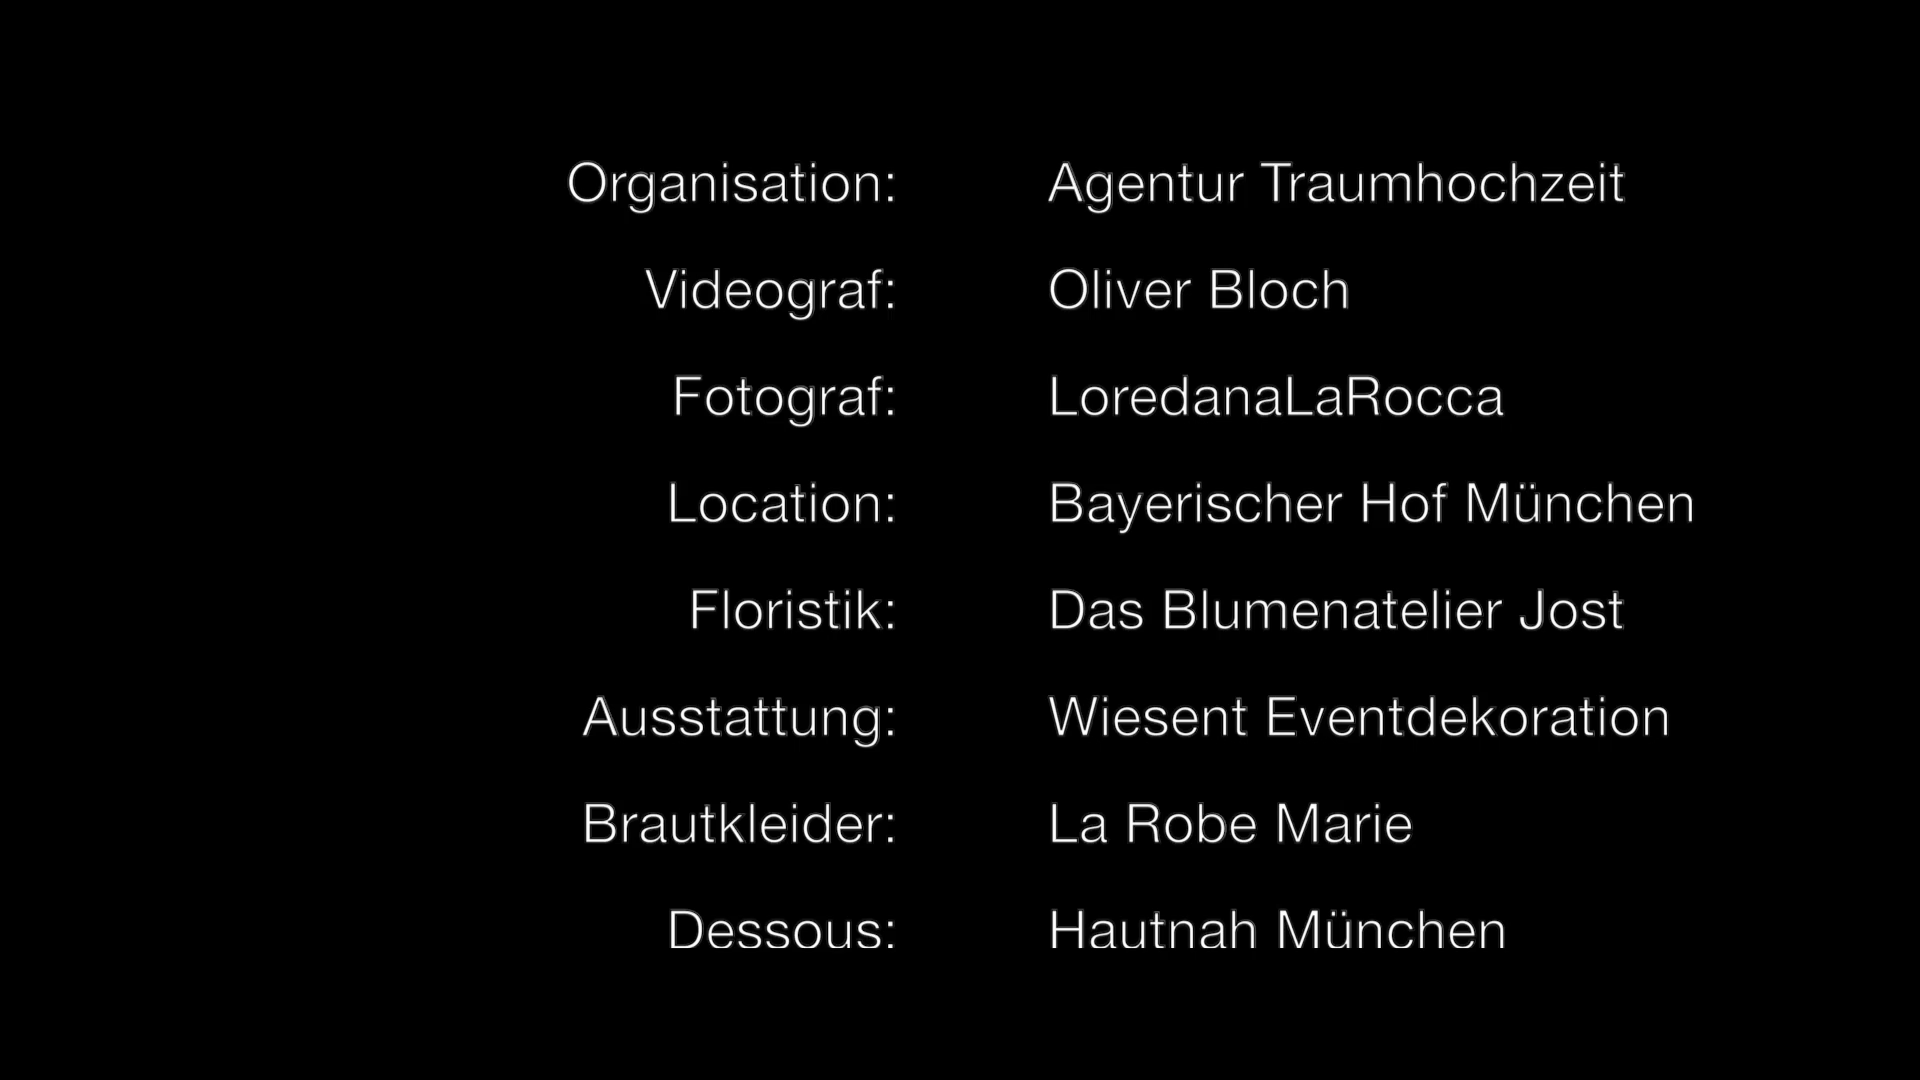 Organisation: Agentur Traumhochzeit
Videograf: Oliver Bloch
Fotograf: LoredanaLaRocca
Location: Bayerischer Hof München
Floristik: Das Blumenatelier Jost
Ausstattung: Wiesent Eventdekoration
Brautkleider: La Robe Marie
Dessous: Hautnah München